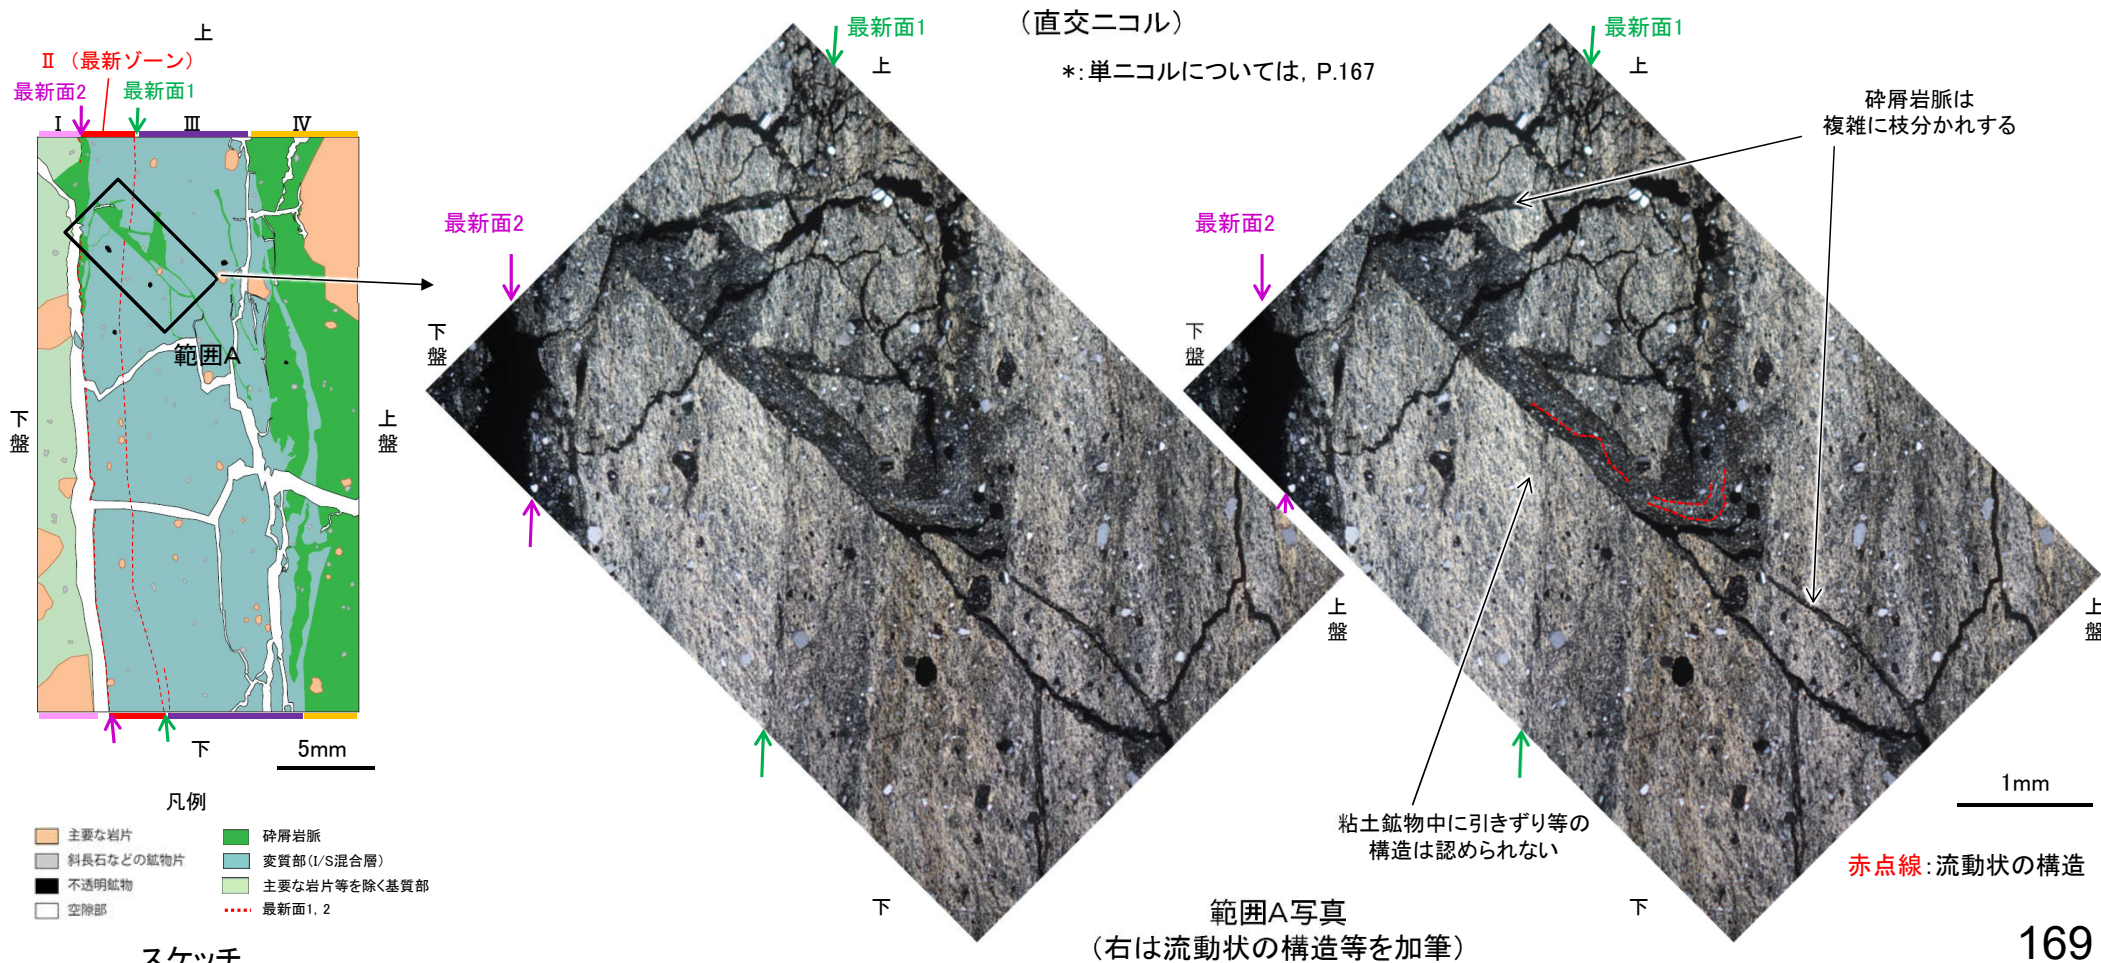 （直交ニコル）
*:単ニコルについては, P.167
上
Ⅱ（最新ゾーン）
最新面2
最新面1
Ⅰ
Ⅲ
Ⅳ
範囲A
下盤
上盤
下
5mm
凡例
主要な岩片
斜長石などの鉱物片
不透明鉱物
空隙部
砕屑岩脈
変質部(I/S混合層)
主要な岩片等を除く基質部
最新面1, 2
スケッチ
最新面1
上
最新面2
下盤
上盤
下
範囲A写真
（右は流動状の構造等を加筆）
最新面1
上
最新面2
下盤
砕屑岩脈は
複雑に枝分かれする
上盤
1mm
粘土鉱物中に引きずり等の
構造は認められない
赤点線:流動状の構造
下
169